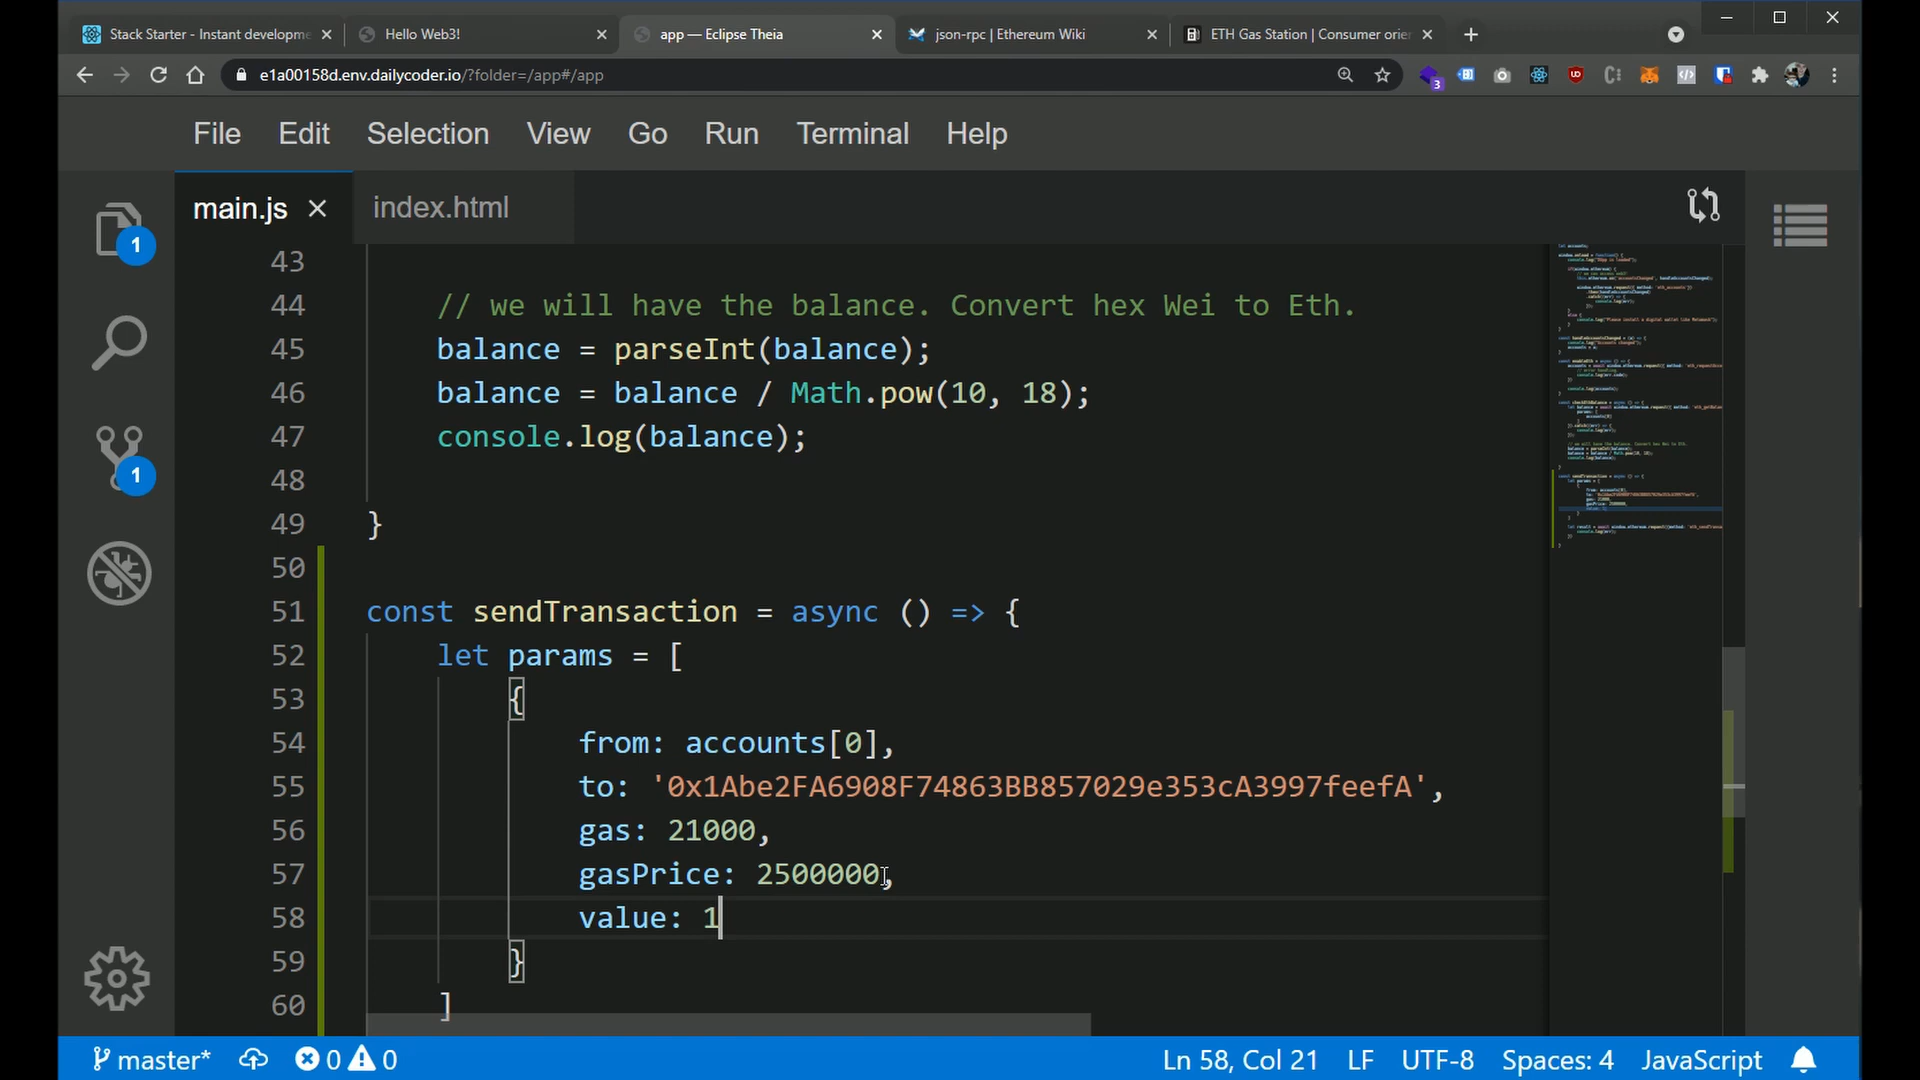 Stack Starter - Instant developme
Hello Web3!
app — Eclipse Theia
json-rpc | Ethereum Wiki
ETH Gas Station | Consumer orier
e1a00158d.env.dailycoder.io/?folder=/app#/app
3
File Edit Selection View Go Run Terminal Help
main.js
index.html
1
1
43
44 // we will have the balance. Convert hex Wei to Eth.
45 balance = parseInt(balance);
46 balance = balance / Math.pow(10, 18);
47 console.log(balance);
48
49 }
50
51 const sendTransaction = async () => {
52 let params = [
53 {
54 from: accounts[0],
55 to: '0x1Abe2FA6908F74863BB857029e353cA3997feefA',
56 gas: 21000,
57 gasPrice: 2500000,
58 value: 1
59 }
60 ]
master* 0 0
Ln 58, Col 21 LF UTF-8 Spaces: 4 JavaScript